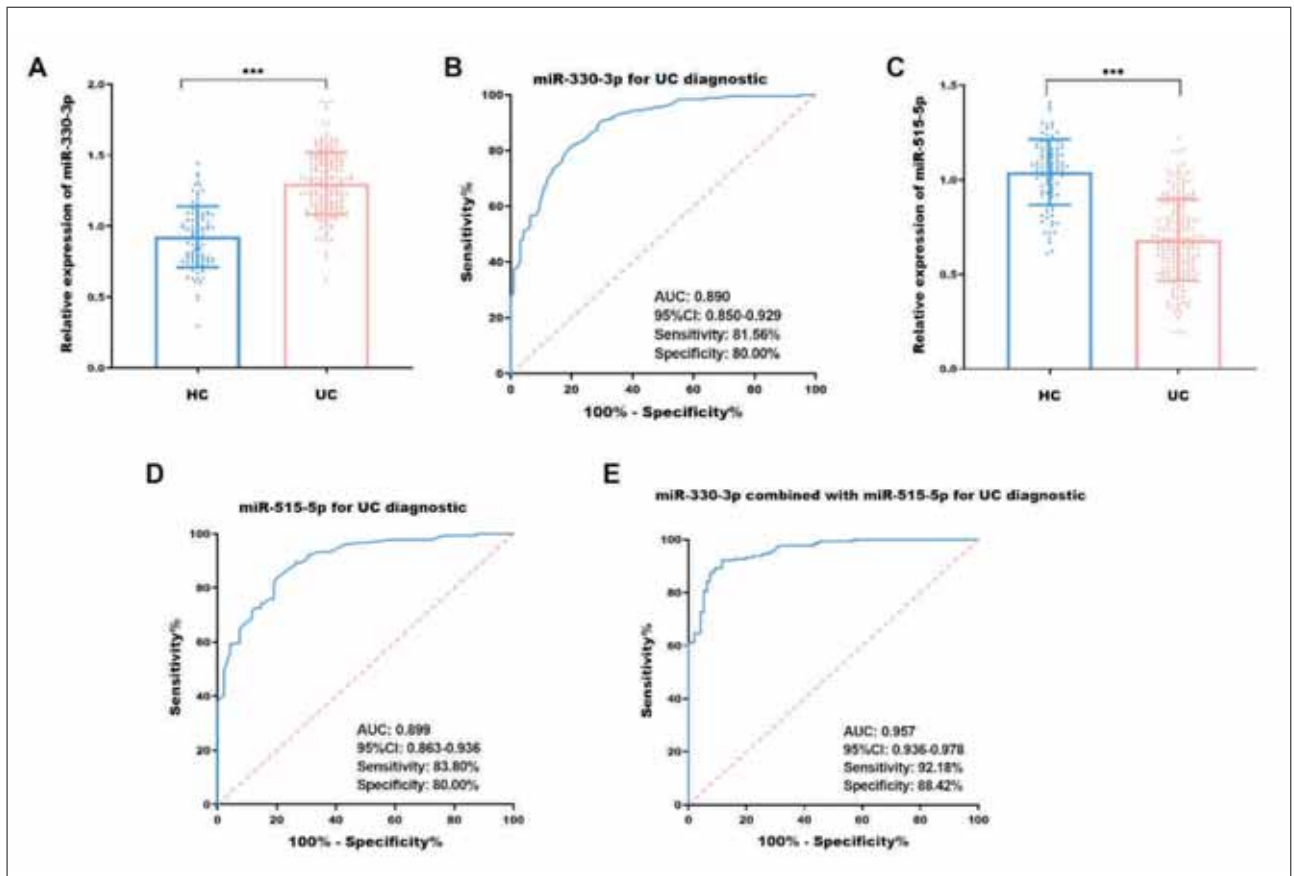 A
***
Relative expression of miR-330-3p
2.0
1.5
1.0
0.5
0.0
HC
UC
B
miR-330-3p for UC diagnostic
Sensitivity%
100
80
60
40
20
0
AUC: 0.890
95%CI: 0.850-0.929
Sensitivity: 81.56%
Specificity: 80.00%
0
20
40
60
80
100
100% - Specificity%
C
***
Relative expression of miR-515-5p
1.5
1.0
0.5
0.0
HC
UC
D
miR-515-5p for UC diagnostic
Sensitivity%
100
80
60
40
20
0
AUC: 0.899
95%CI: 0.863-0.936
Sensitivity: 83.80%
Specificity: 80.00%
0
20
40
60
80
100
100% - Specificity%
E
miR-330-3p combined with miR-515-5p for UC diagnostic
Sensitivity%
100
80
60
40
20
0
AUC: 0.957
95%CI: 0.936-0.978
Sensitivity: 92.18%
Specificity: 88.42%
0
20
40
60
80
100
100% - Specificity%